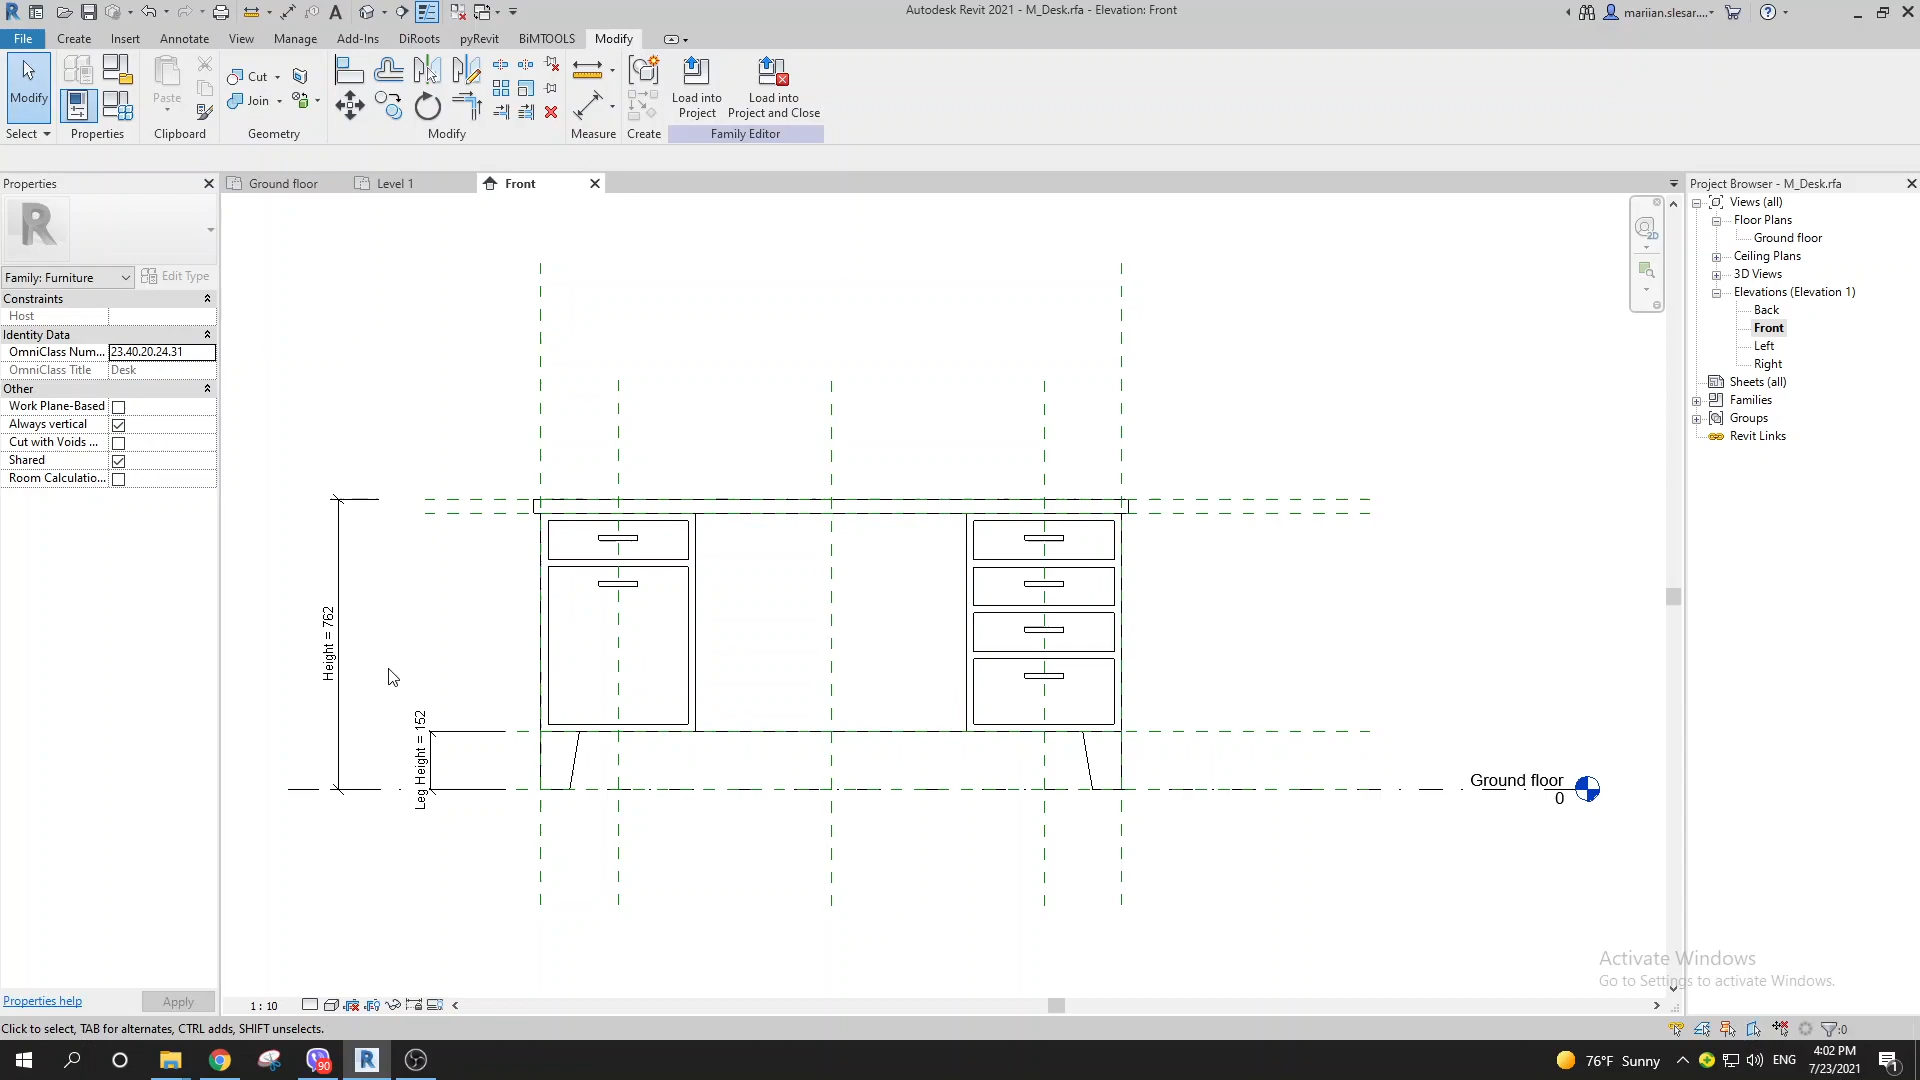 Autodesk Revit 2021 - M_Desk.rfa - Elevation: Front
mariian.slesar....
File
Create
Insert
Annotate
View
Manage
Add-Ins
DiRoots
pyRevit
BiMTOOLS
Modify
Modify
Paste
Cut
Join
Load into
Project
Load into
Project and Close
Select
Properties
Clipboard
Geometry
Modify
Measure
Create
Family Editor
Properties
Ground floor
Level 1
Front
Project Browser - M_Desk.rfa
R
Family: Furniture
Edit Type
Constraints
Host
Identity Data
OmniClass Num...
23.40.20.24.31
OmniClass Title
Desk
Other
Work Plane-Based
Always vertical
Cut with Voids ...
Shared
Room Calculatio...
2D
Views (all)
Floor Plans
Ground floor
Ceiling Plans
3D Views
Elevations (Elevation 1)
Back
Front
Left
Right
Sheets (all)
Families
Groups
Revit Links
Height = 762
Leg Height = 152
Ground floor
0
Activate Windows
Go to Settings to activate Windows.
Properties help
Apply
1 : 10
Click to select, TAB for alternates, CTRL adds, SHIFT unselects.
:0
90
R
76°F Sunny
ENG
4:02 PM
7/23/2021
1